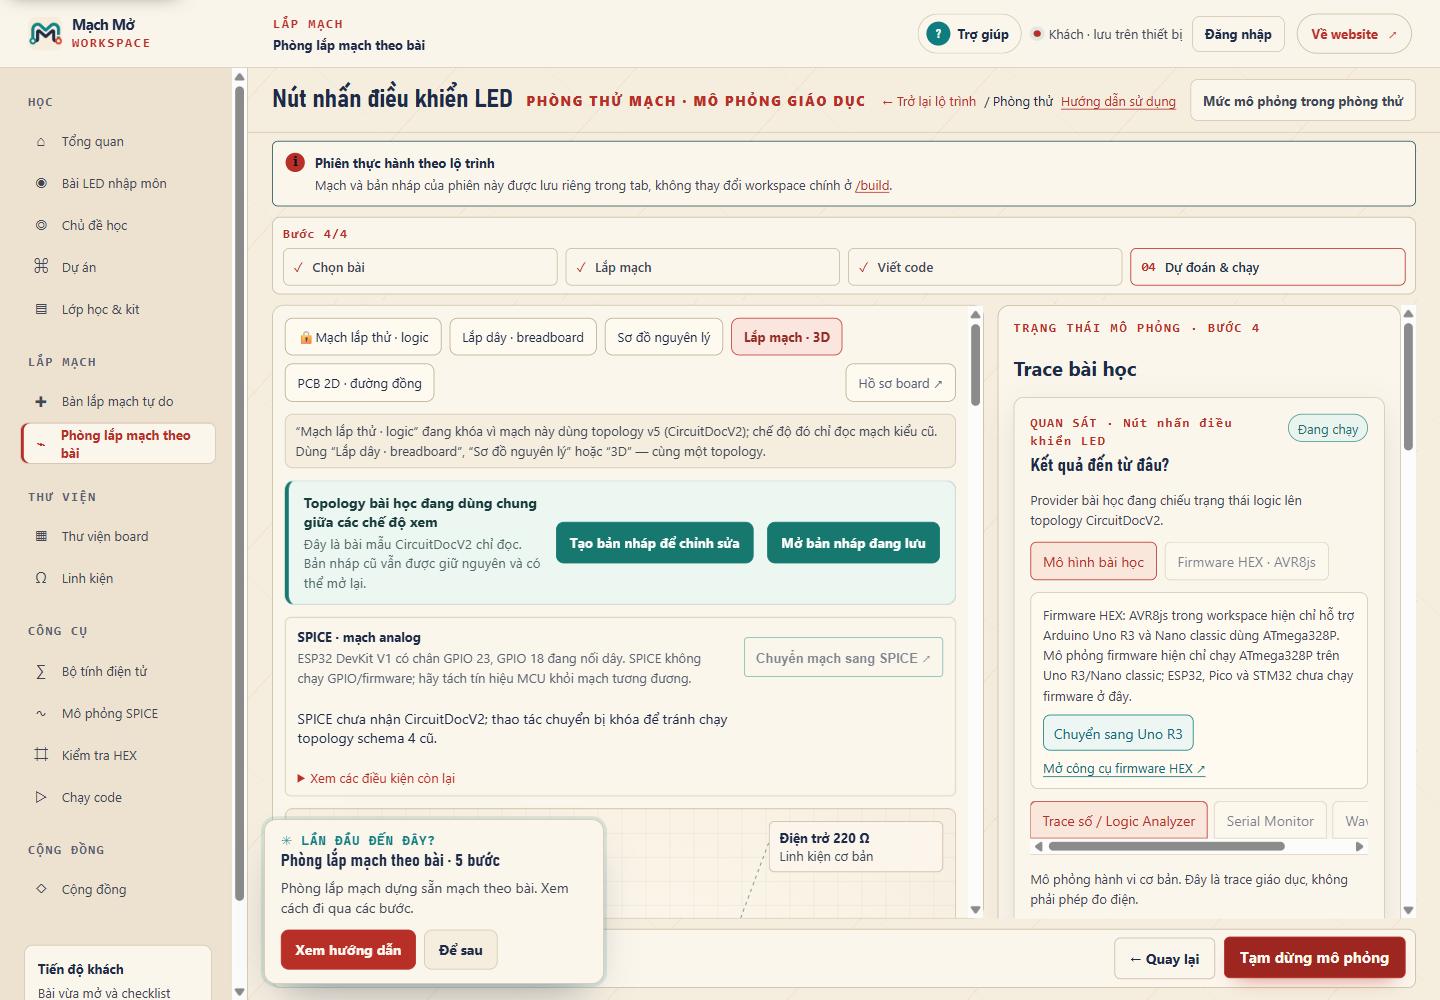 Mạch Mở
WORKSPACE
LẮP MẠCH
Phòng lắp mạch theo bài
? Trợ giúp
Khách · lưu trên thiết bị
Đăng nhập
Về website ↗
HỌC
Tổng quan
Bài LED nhập môn
Chủ đề học
Dự án
Lớp học & kit
LẮP MẠCH
Bàn lắp mạch tự do
Phòng lắp mạch theo
bài
THƯ VIỆN
Thư viện board
Linh kiện
CÔNG CỤ
Bộ tính điện tử
Mô phỏng SPICE
Kiểm tra HEX
Chạy code
CỘNG ĐỒNG
Cộng đồng
Tiến độ khách
Bài vừa mở và checklist
Nút nhấn điều khiển LED
PHÒNG THỬ MẠCH · MÔ PHỎNG GIÁO DỤC
← Trở lại lộ trình / Phòng thử Hướng dẫn sử dụng
Mức mô phỏng trong phòng thử
Phiên thực hành theo lộ trình
Mạch và bản nháp của phiên này được lưu riêng trong tab, không thay đổi workspace chính ở /build.
Bước 4/4
✓ Chọn bài
✓ Lắp mạch
✓ Viết code
04 Dự đoán & chạy
🔒 Mạch lắp thử · logic
Lắp dây · breadboard
Sơ đồ nguyên lý
Lắp mạch · 3D
PCB 2D · đường đồng
Hồ sơ board ↗
“Mạch lắp thử · logic” đang khóa vì mạch này dùng topology v5 (CircuitDocV2); chế độ đó chỉ đọc mạch kiểu cũ.
Dùng “Lắp dây · breadboard”, “Sơ đồ nguyên lý” hoặc “3D” — cùng một topology.
Topology bài học đang dùng chung
giữa các chế độ xem
Đây là bài mẫu CircuitDocV2 chỉ đọc.
Bản nháp cũ vẫn được giữ nguyên và có
thể mở lại.
Tạo bản nháp để chỉnh sửa
Mở bản nháp đang lưu
SPICE · mạch analog
ESP32 DevKit V1 có chân GPIO 23, GPIO 18 đang nối dây. SPICE không
chạy GPIO/firmware; hãy tách tín hiệu MCU khỏi mạch tương đương.
Chuyển mạch sang SPICE ↗
SPICE chưa nhận CircuitDocV2; thao tác chuyển bị khóa để tránh chạy
topology schema 4 cũ.
▶ Xem các điều kiện còn lại
Điện trở 220 Ω
Linh kiện cơ bản
✳ LẦN ĐẦU ĐẾN ĐÂY?
Phòng lắp mạch theo bài · 5 bước
Phòng lắp mạch dựng sẵn mạch theo bài. Xem
cách đi qua các bước.
Xem hướng dẫn
Để sau
TRẠNG THÁI MÔ PHỎNG · BƯỚC 4
Trace bài học
QUAN SÁT · Nút nhấn điều
khiển LED
Đang chạy
Kết quả đến từ đâu?
Provider bài học đang chiếu trạng thái logic lên
topology CircuitDocV2.
Mô hình bài học
Firmware HEX · AVR8js
Firmware HEX: AVR8js trong workspace hiện chỉ hỗ trợ
Arduino Uno R3 và Nano classic dùng ATmega328P.
Mô phỏng firmware hiện chỉ chạy ATmega328P trên
Uno R3/Nano classic; ESP32, Pico và STM32 chưa chạy
firmware ở đây.
Chuyển sang Uno R3
Mở công cụ firmware HEX ↗
Trace số / Logic Analyzer
Serial Monitor
Wav
Mô phỏng hành vi cơ bản. Đây là trace giáo dục, không
phải phép đo điện.
← Quay lại
Tạm dừng mô phỏng